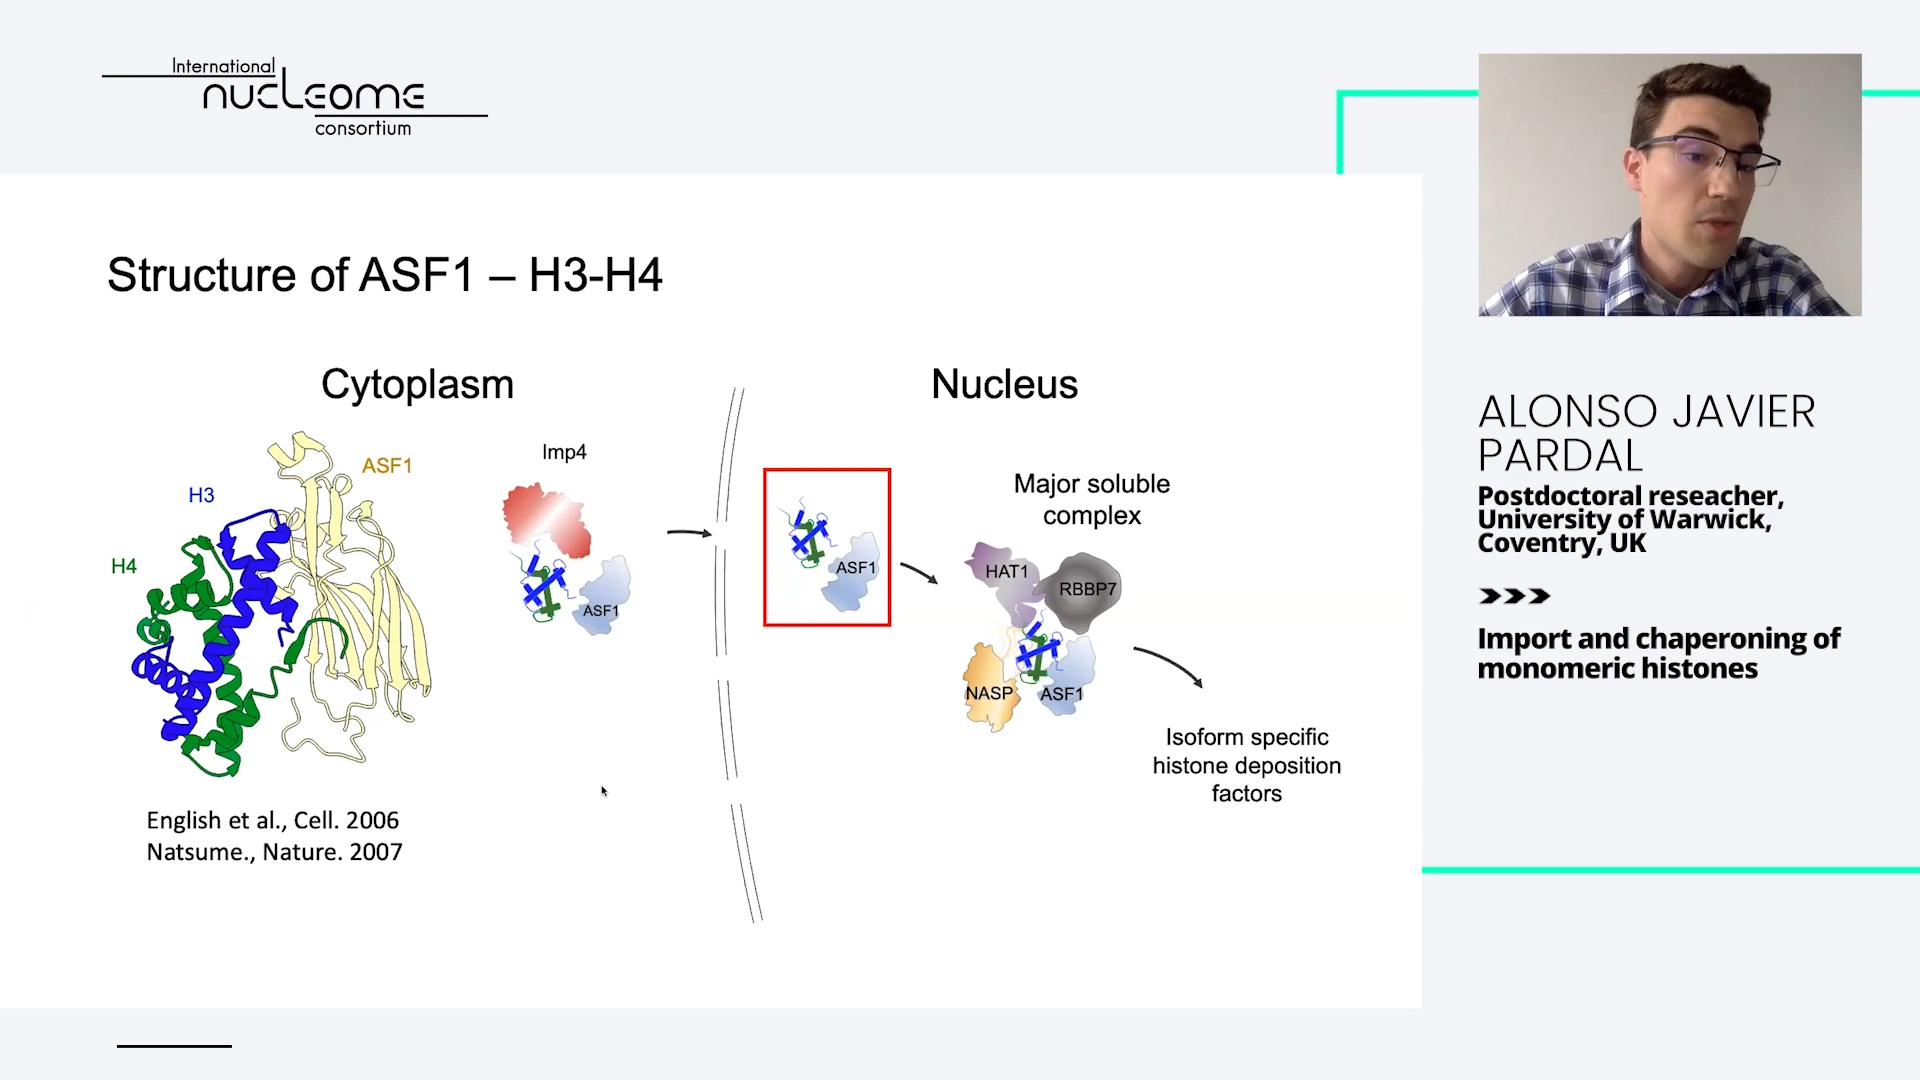 International
nucLeome
consortium
Structure of ASF1 – H3-H4
Cytoplasm
Nucleus
Imp4
ASF1
H3
H4
ASF1
ASF1
Major soluble
complex
HAT1
RBBP7
NASP
ASF1
Isoform specific
histone deposition
factors
English et al., Cell. 2006
Natsume., Nature. 2007
ALONSO JAVIER
PARDAL
Postdoctoral reseacher,
University of Warwick,
Coventry, UK
Import and chaperoning of
monomeric histones